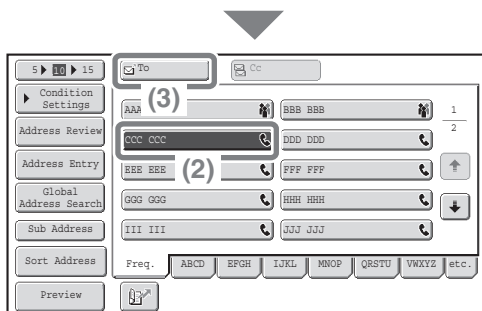 5 10 15
To
Cc
Condition
Settings
(3)
AAA
BBB BBB
1
2
Address Review
CCC CCC
DDD DDD
Address Entry
EEE EEE
(2)
FFF FFF
Global
Address Search
GGG GGG
HHH HHH
Sub Address
III III
JJJ JJJ
Sort Address
Freq.
ABCD
EFGH
IJKL
MNOP
QRSTU
VWXYZ
etc.
Preview